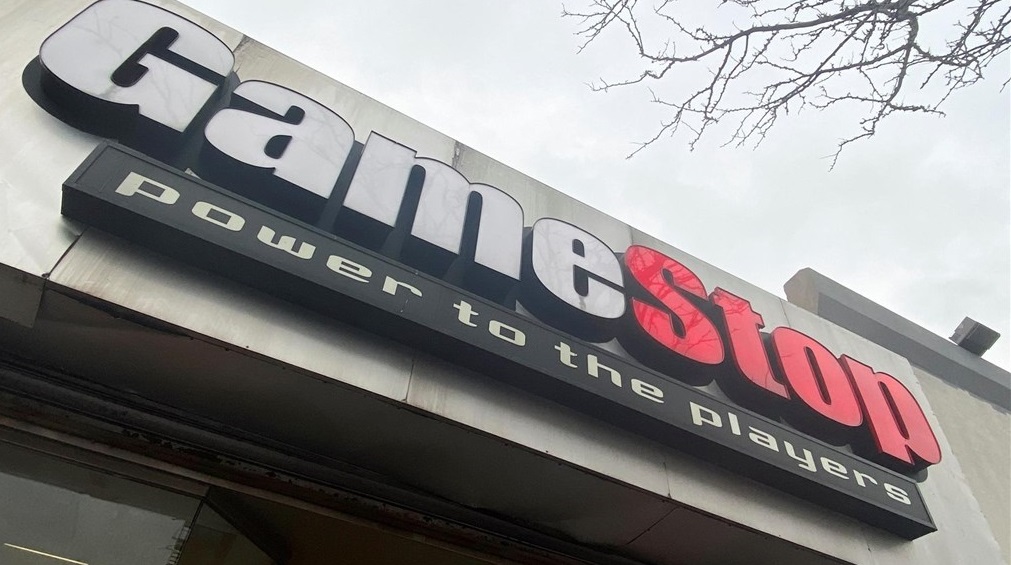 GameStop
power to the players